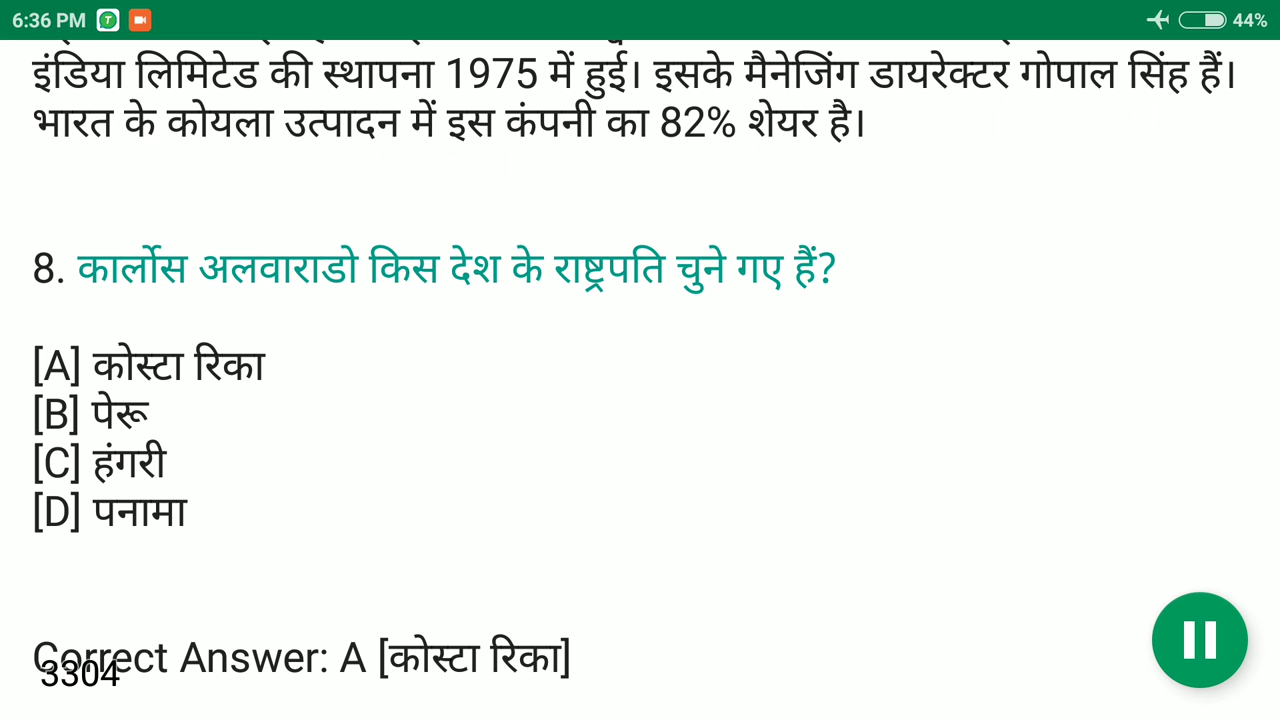 6:36 PM 44%
इंडिया लिमिटेड की स्थापना 1975 में हुई। इसके मैनेजिंग डायरेक्टर गोपाल सिंह हैं।
भारत के कोयला उत्पादन में इस कंपनी का 82% शेयर है।
8. कार्लोस अलवाराडो किस देश के राष्ट्रपति चुने गए हैं?
[A] कोस्टा रिका
[B] पेरू
[C] हंगरी
[D] पनामा
Correct Answer: A [कोस्टा रिका]
3304